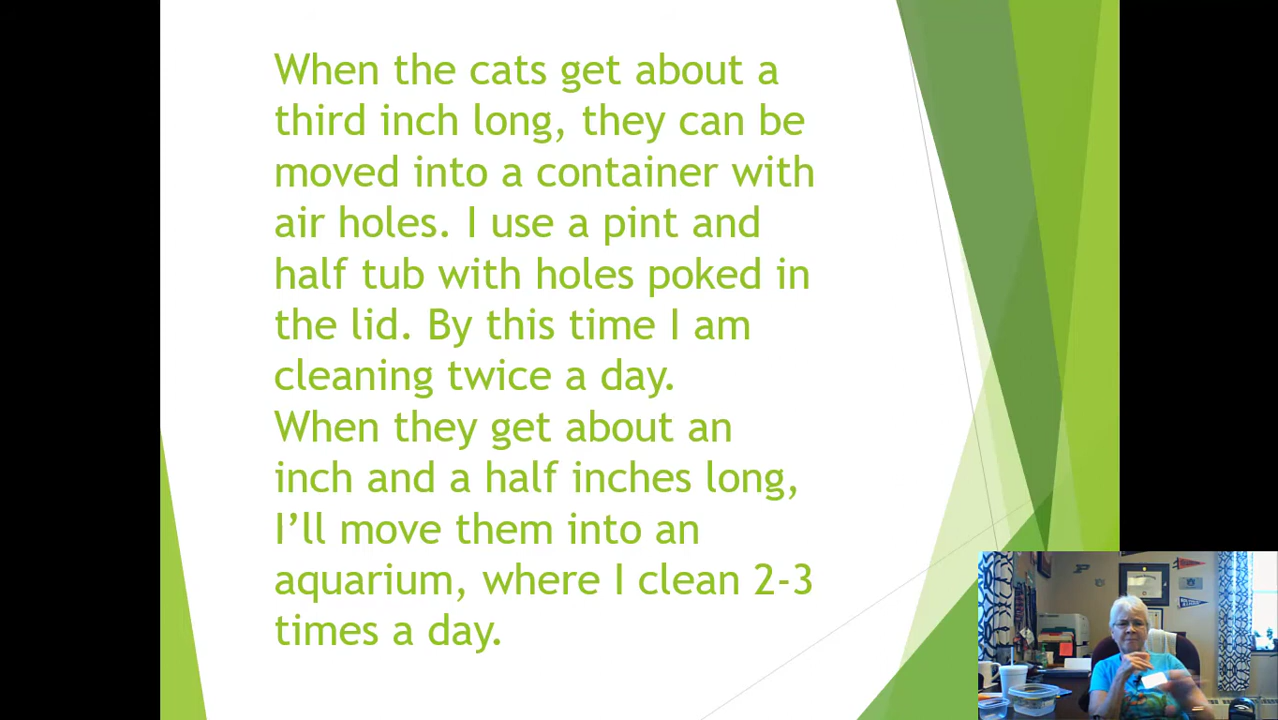 When the cats get about a
third inch long, they can be
moved into a container with
air holes. I use a pint and
half tub with holes poked in
the lid. By this time I am
cleaning twice a day.
When they get about an
inch and a half inches long,
I’ll move them into an
aquarium, where I clean 2-3
times a day.